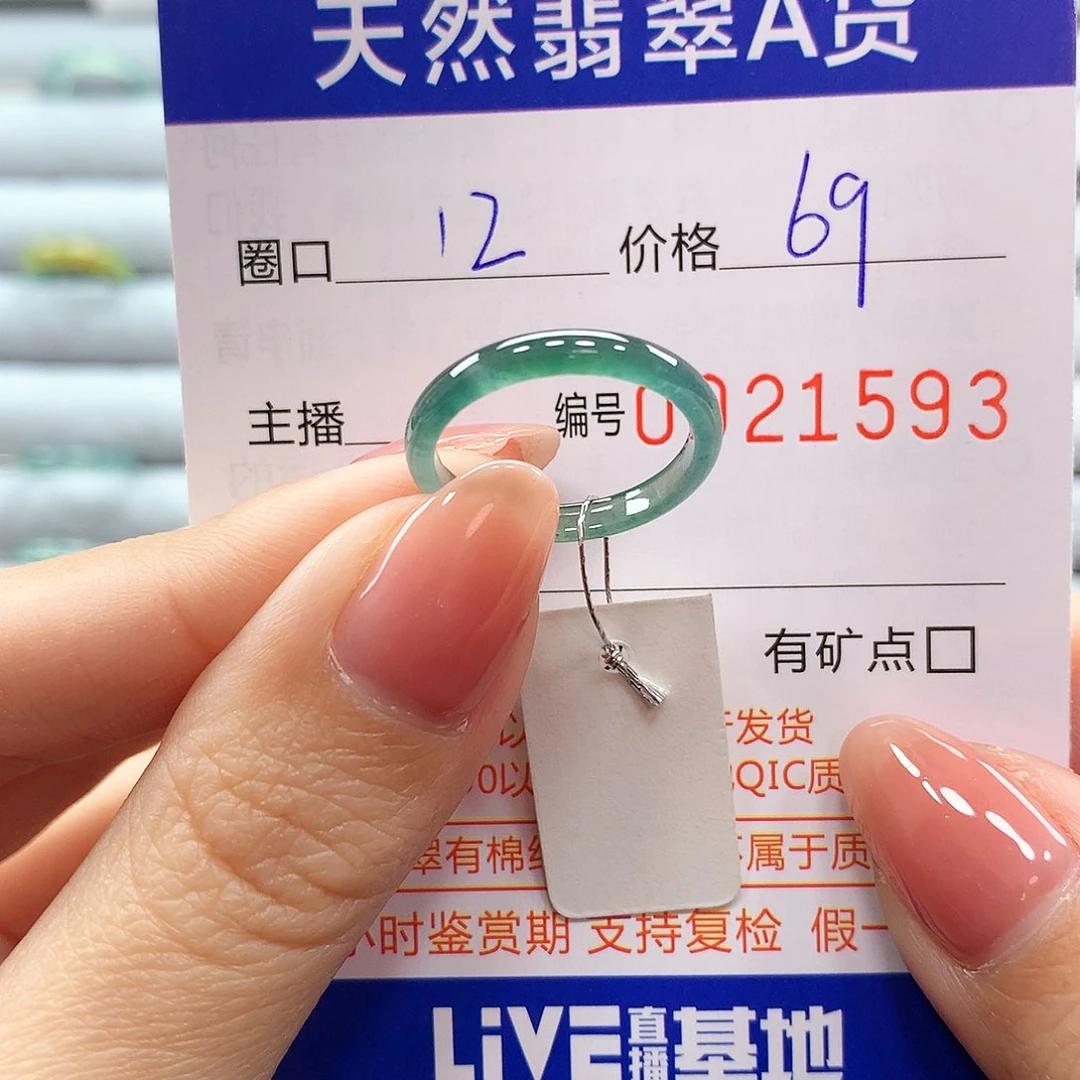 天然翡翠A货
圈口 12 价格 69
主播 编号 0021593
有矿点□
以 发货
0以 QIC质
翠有棉 属于质
小时鉴赏期 支持复检 假一
LIVE直播基地